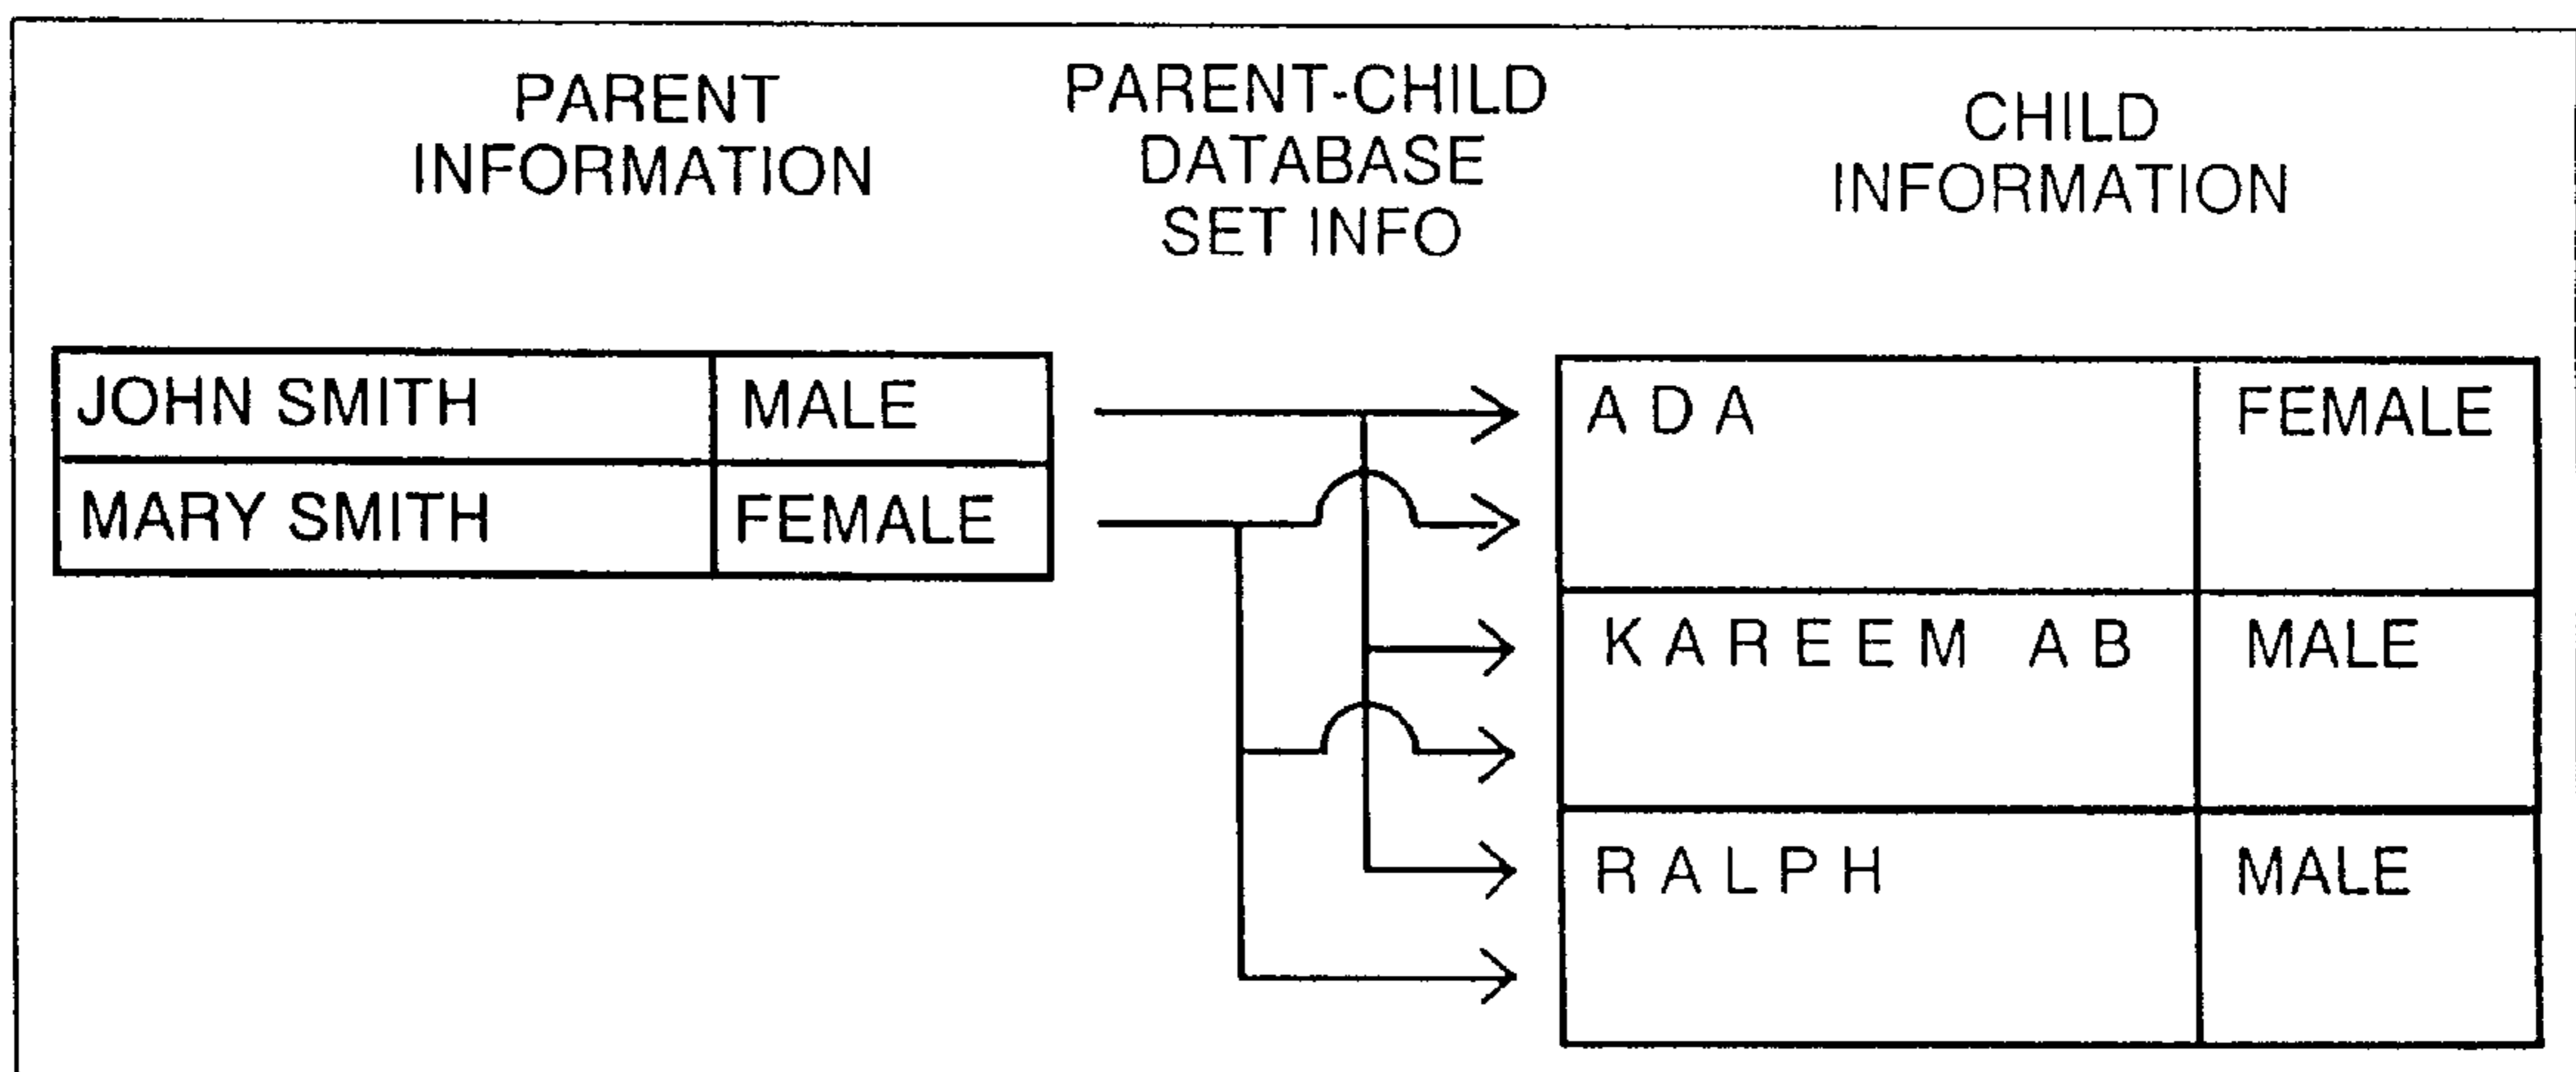 PARENT
INFORMATION
PARENT-CHILD
DATABASE
SET INFO
CHILD
INFORMATION
JOHN SMITH MALE
MARY SMITH FEMALE
A D A FEMALE
K A R E E M A B MALE
R A L P H MALE